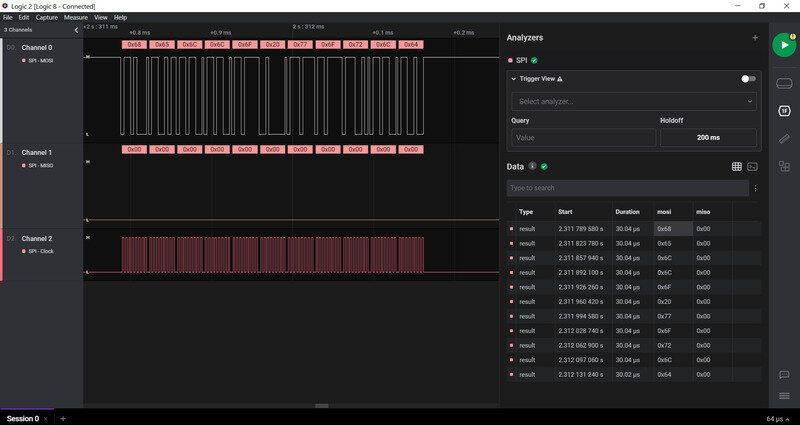 Logic 2 [Logic 8 - Connected]
File Edit Capture Measure View Help
3 Channels
2 s : 311 ms
+0.8 ms +0.9 ms 2 s : 312 ms +0.1 ms +0.2 ms
D0 Channel 0
SPI - MOSI
0x68 0x65 0x6C 0x6C 0x6F 0x20 0x77 0x6F 0x72 0x6C 0x64
H
L
D1 Channel 1
SPI - MISO
0x00 0x00 0x00 0x00 0x00 0x00 0x00 0x00 0x00 0x00 0x00
H
L
D2 Channel 2
SPI - Clock
H
L
Analyzers
SPI
Trigger View
Select analyzer...
Query Holdoff
Value 200 ms
Data
Type to search
Type Start Duration mosi miso
result 2.311 789 580 s 30.04 µs 0x68 0x00
result 2.311 823 780 s 30.04 µs 0x65 0x00
result 2.311 857 940 s 30.04 µs 0x6C 0x00
result 2.311 892 100 s 30.04 µs 0x6C 0x00
result 2.311 926 260 s 30.04 µs 0x6F 0x00
result 2.311 960 420 s 30.04 µs 0x20 0x00
result 2.311 994 580 s 30.04 µs 0x77 0x00
result 2.312 028 740 s 30.04 µs 0x6F 0x00
result 2.312 062 900 s 30.04 µs 0x72 0x00
result 2.312 097 060 s 30.04 µs 0x6C 0x00
result 2.312 131 240 s 30.02 µs 0x64 0x00
1F
Session 0
64 µs